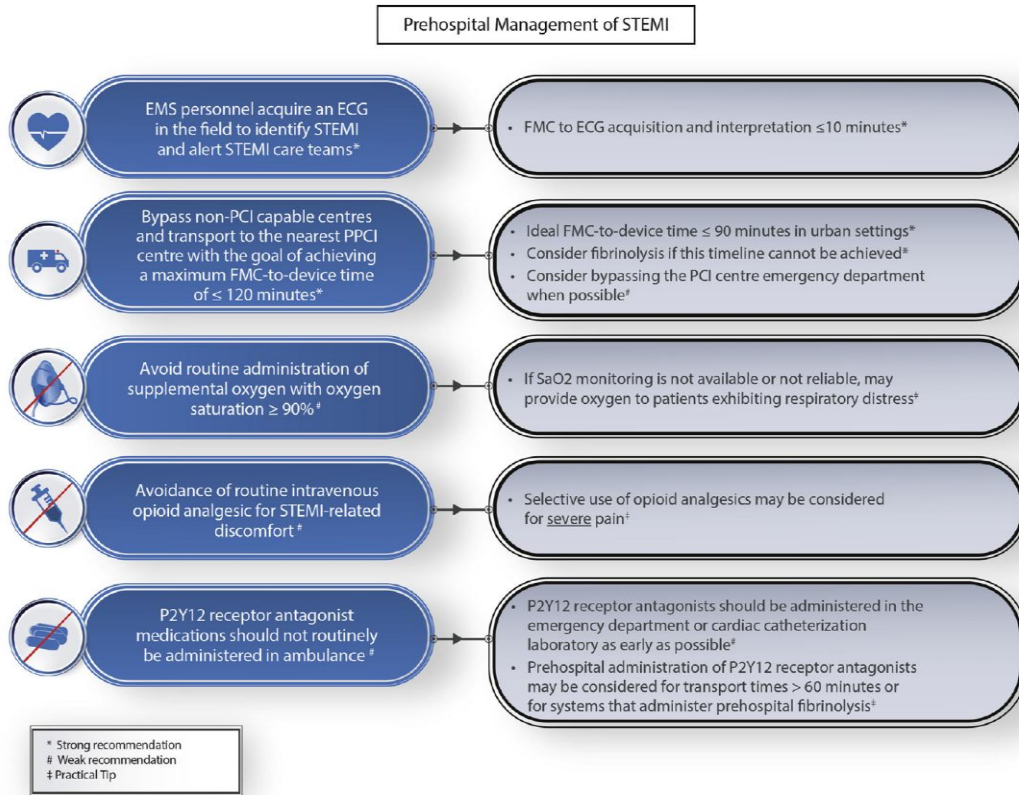 Prehospital Management of STEMI
EMS personnel acquire an ECG
in the field to identify STEMI
and alert STEMI care teams*
• FMC to ECG acquisition and interpretation ≤10 minutes*
Bypass non-PCI capable centres
and transport to the nearest PPCI
centre with the goal of achieving
a maximum FMC-to-device time
of ≤ 120 minutes*
• Ideal FMC-to-device time ≤ 90 minutes in urban settings*
• Consider fibrinolysis if this timeline cannot be achieved*
• Consider bypassing the PCI centre emergency department
when possible#
Avoid routine administration of
supplemental oxygen with oxygen
saturation ≥ 90%#
• If SaO2 monitoring is not available or not reliable, may
provide oxygen to patients exhibiting respiratory distress‡
Avoidance of routine intravenous
opioid analgesic for STEMI-related
discomfort #
• Selective use of opioid analgesics may be considered
for severe pain‡
P2Y12 receptor antagonist
medications should not routinely
be administered in ambulance #
• P2Y12 receptor antagonists should be administered in the
emergency department or cardiac catheterization
laboratory as early as possible#
• Prehospital administration of P2Y12 receptor antagonists
may be considered for transport times > 60 minutes or
for systems that administer prehospital fibrinolysis‡
* Strong recommendation
# Weak recommendation
‡ Practical Tip